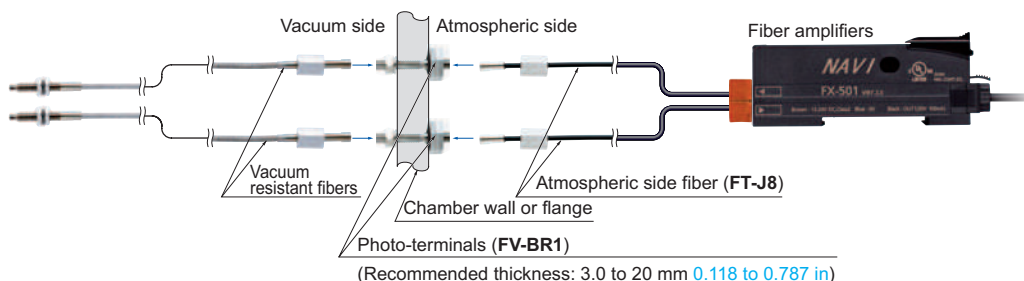 Vacuum side
Atmospheric side
Fiber amplifiers
NAVI
FX-501
Vacuum
resistant fibers
Atmospheric side fiber (FT-J8)
Chamber wall or flange
Photo-terminals (FV-BR1)
(Recommended thickness: 3.0 to 20 mm 0.118 to 0.787 in)